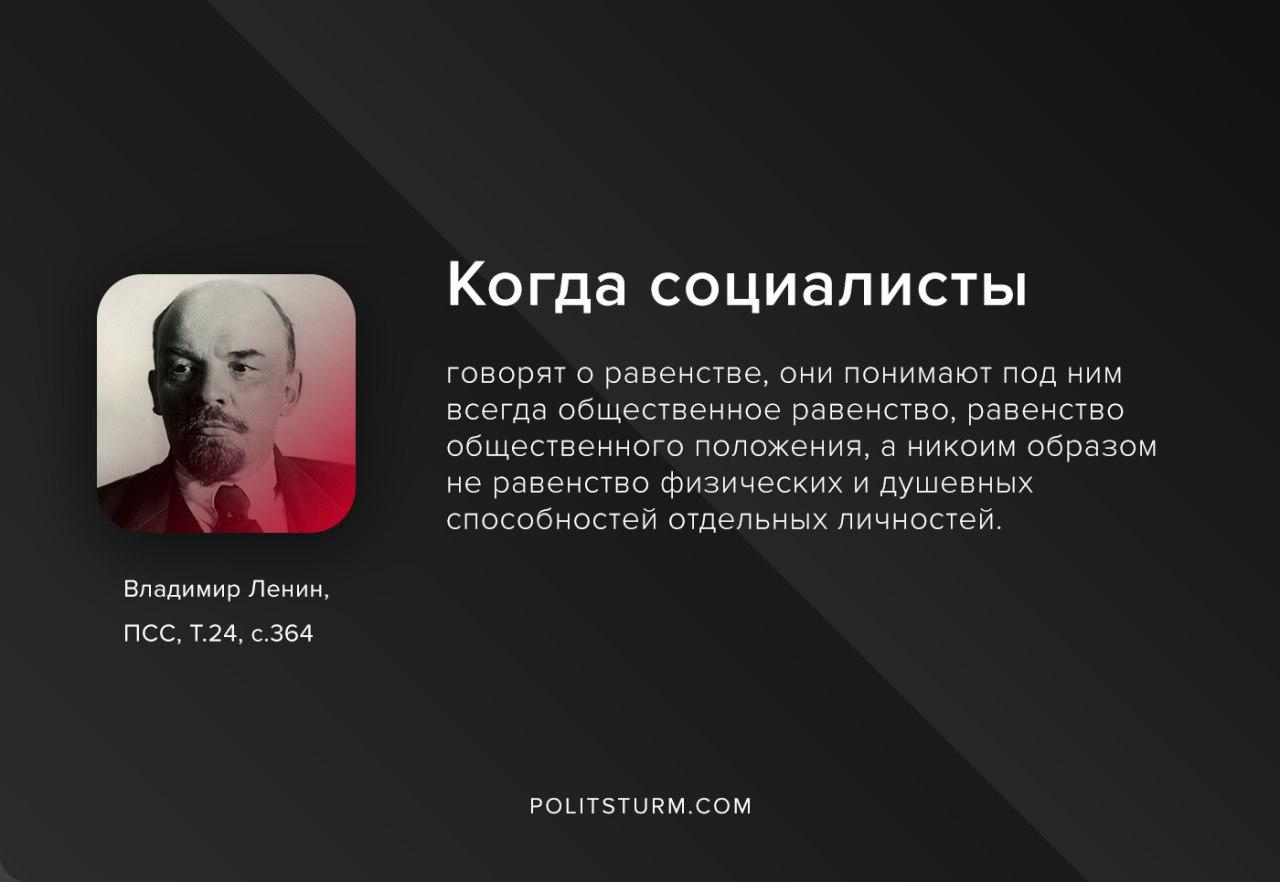 Когда социалисты
говорят о равенстве, они понимают под ним
всегда общественное равенство, равенство
общественного положения, а никоим образом
не равенство физических и душевных
способностей отдельных личностей.
Владимир Ленин,
ПСС, Т.24, с.364
POLITSTURM.COM